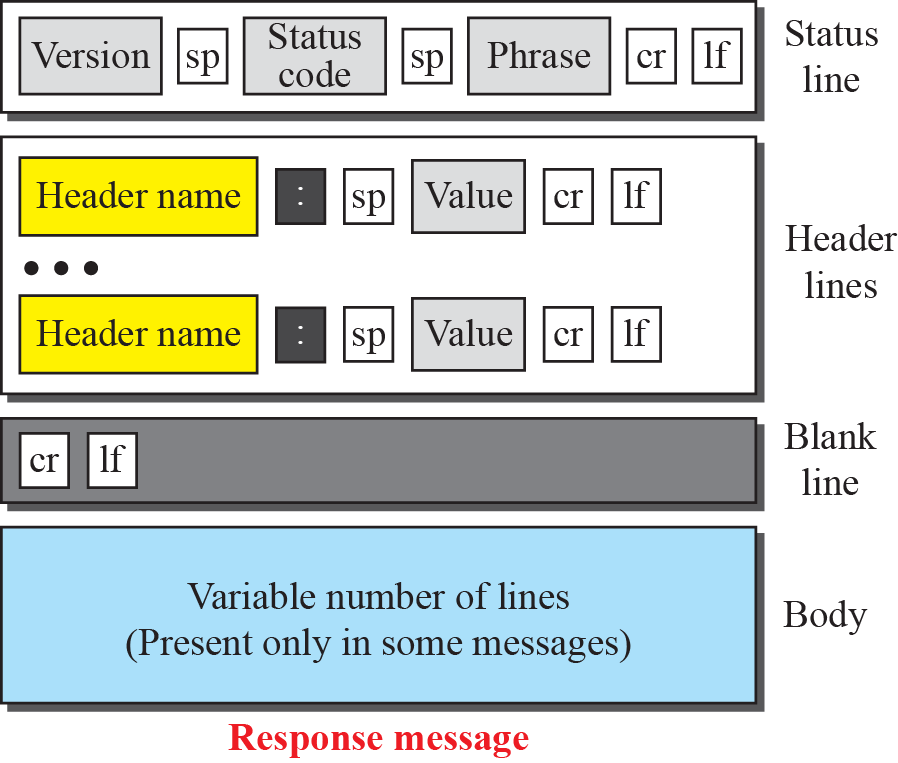 Version sp Status code sp Phrase cr lf
Status line
Header name : sp Value cr lf
• • •
Header name : sp Value cr lf
Header lines
cr lf
Blank line
Variable number of lines
(Present only in some messages)
Body
Response message